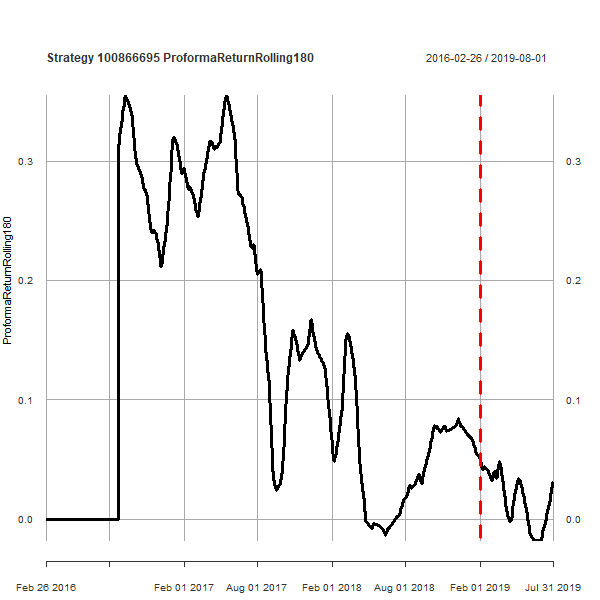 Strategy 100866695 ProformaReturnRolling180
2016-02-26 / 2019-08-01
ProformaReturnRolling180
0.3
0.3
0.2
0.2
0.1
0.1
0.0
0.0
Feb 26 2016
Feb 01 2017
Aug 01 2017
Feb 01 2018
Aug 01 2018
Feb 01 2019
Jul 31 2019